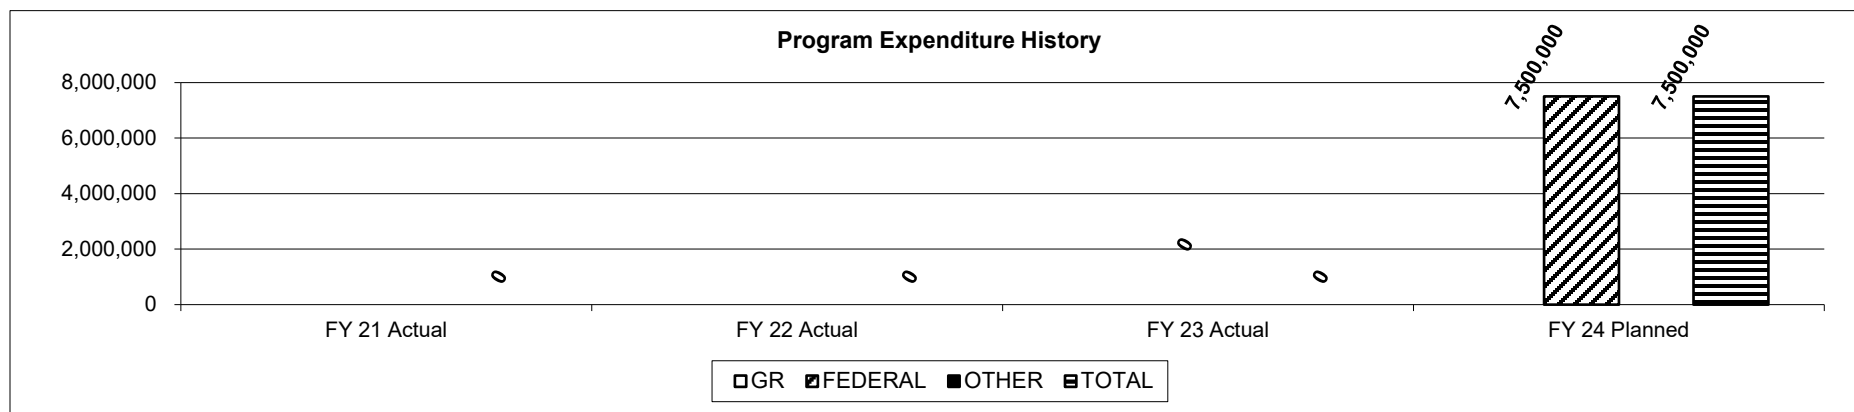 Program Expenditure History
7,500,000
7,500,000
8,000,000
6,000,000
4,000,000
2,000,000
0
0
0
0
0
FY 21 Actual
FY 22 Actual
FY 23 Actual
FY 24 Planned
GR FEDERAL OTHER TOTAL